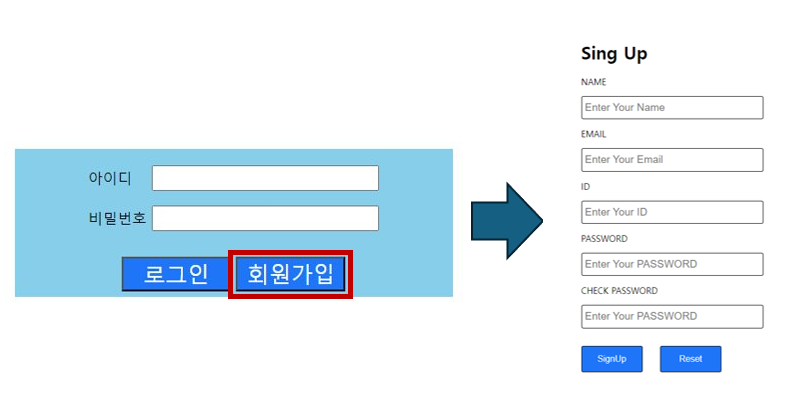 아이디
비밀번호
로그인 회원가입
Sing Up
NAME
Enter Your Name
EMAIL
Enter Your Email
ID
Enter Your ID
PASSWORD
Enter Your PASSWORD
CHECK PASSWORD
Enter Your PASSWORD
SignUp Reset